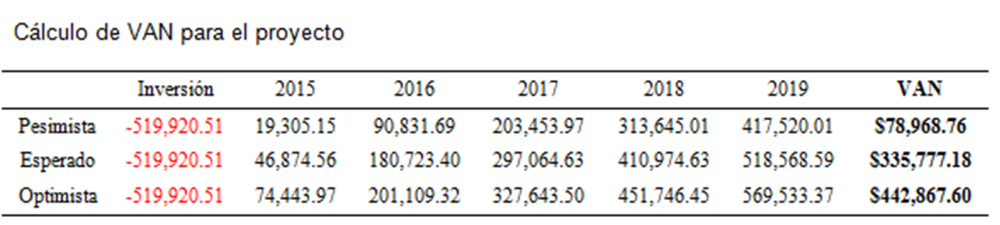 Cálculo de VAN para el proyecto
Inversión 2015 2016 2017 2018 2019 VAN
Pesimista -519,920.51 19,305.15 90,831.69 203,453.97 313,645.01 417,520.01 $78,968.76
Esperado -519,920.51 46,874.56 180,723.40 297,064.63 410,974.63 518,568.59 $335,777.18
Optimista -519,920.51 74,443.97 201,109.32 327,643.50 451,746.45 569,533.37 $442,867.60